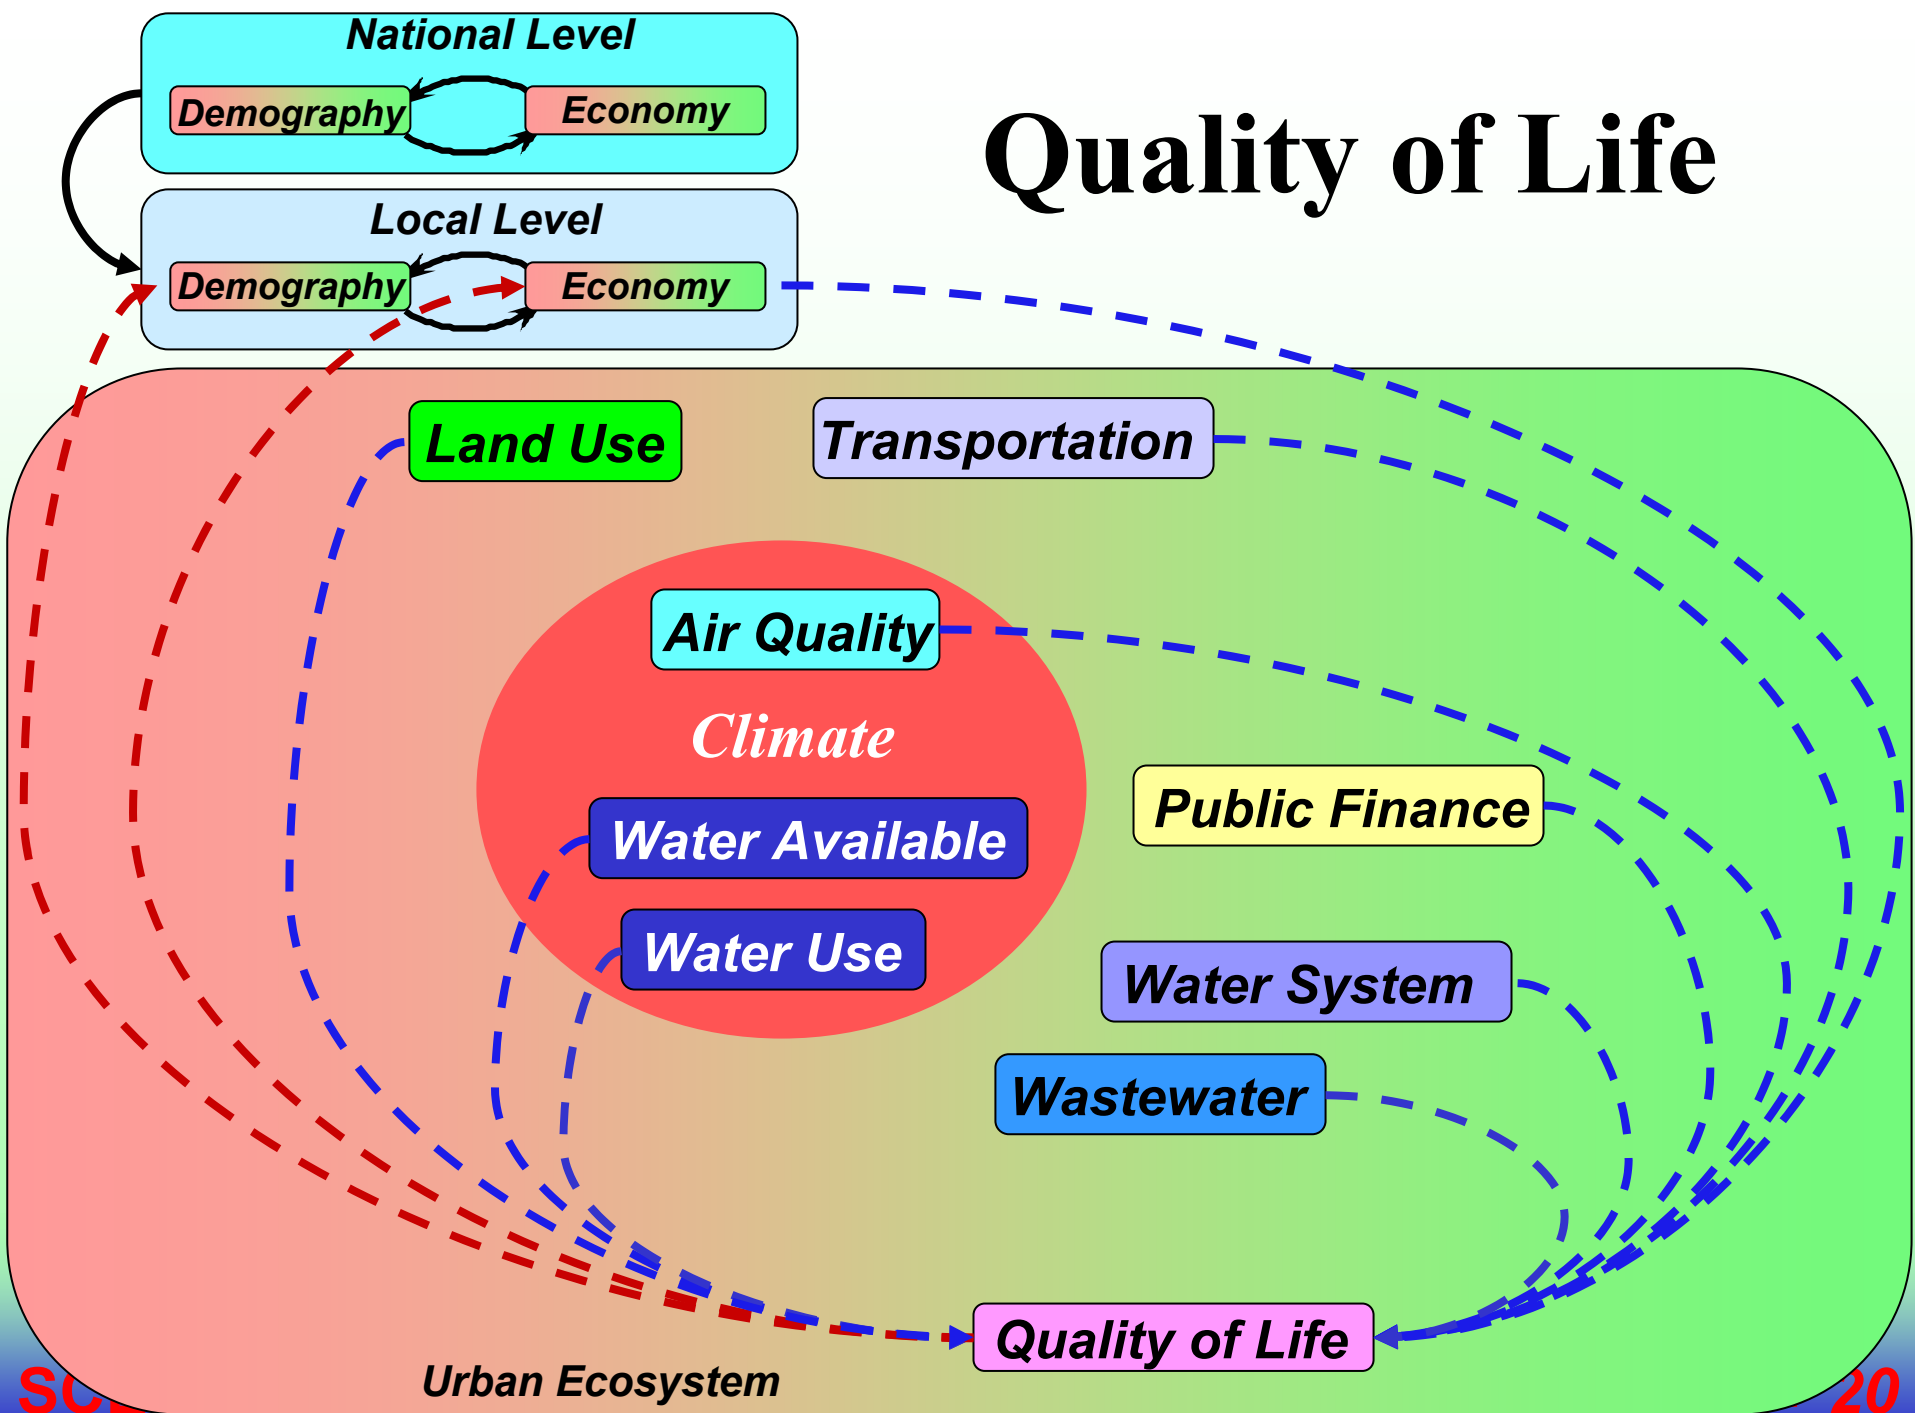 National Level
Demography
Economy
Quality of Life
Local Level
Demography
Economy
Land Use
Transportation
Air Quality
Climate
Public Finance
Water Available
Water Use
Water System
Wastewater
Quality of Life
Urban Ecosystem
20